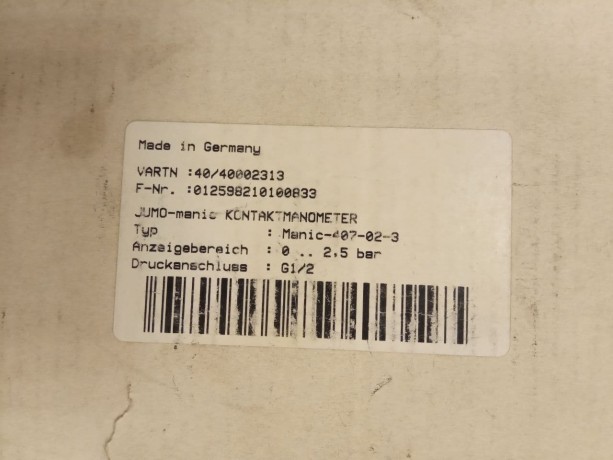 Made in Germany
VARTN :40/40002313
F-Nr. :012598210100833
JUMO-manic KONTAKTMANOMETER
Typ : Manic-407-02-3
Anzeigebereich : 0 .. 2,5 bar
Druckanschluss : G1/2